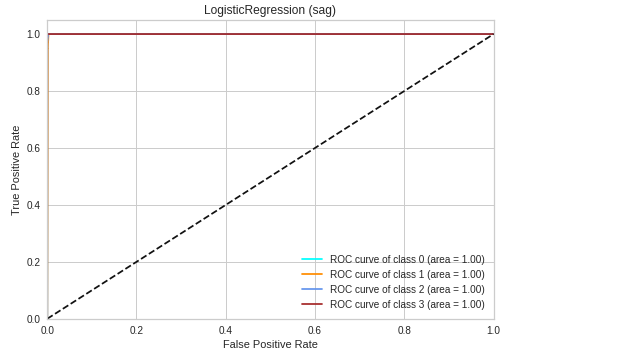 LogisticRegression (sag)
True Positive Rate
1.0
0.8
0.6
0.4
0.2
0.0
ROC curve of class 0 (area = 1.00)
ROC curve of class 1 (area = 1.00)
ROC curve of class 2 (area = 1.00)
ROC curve of class 3 (area = 1.00)
0.0 0.2 0.4 0.6 0.8 1.0
False Positive Rate